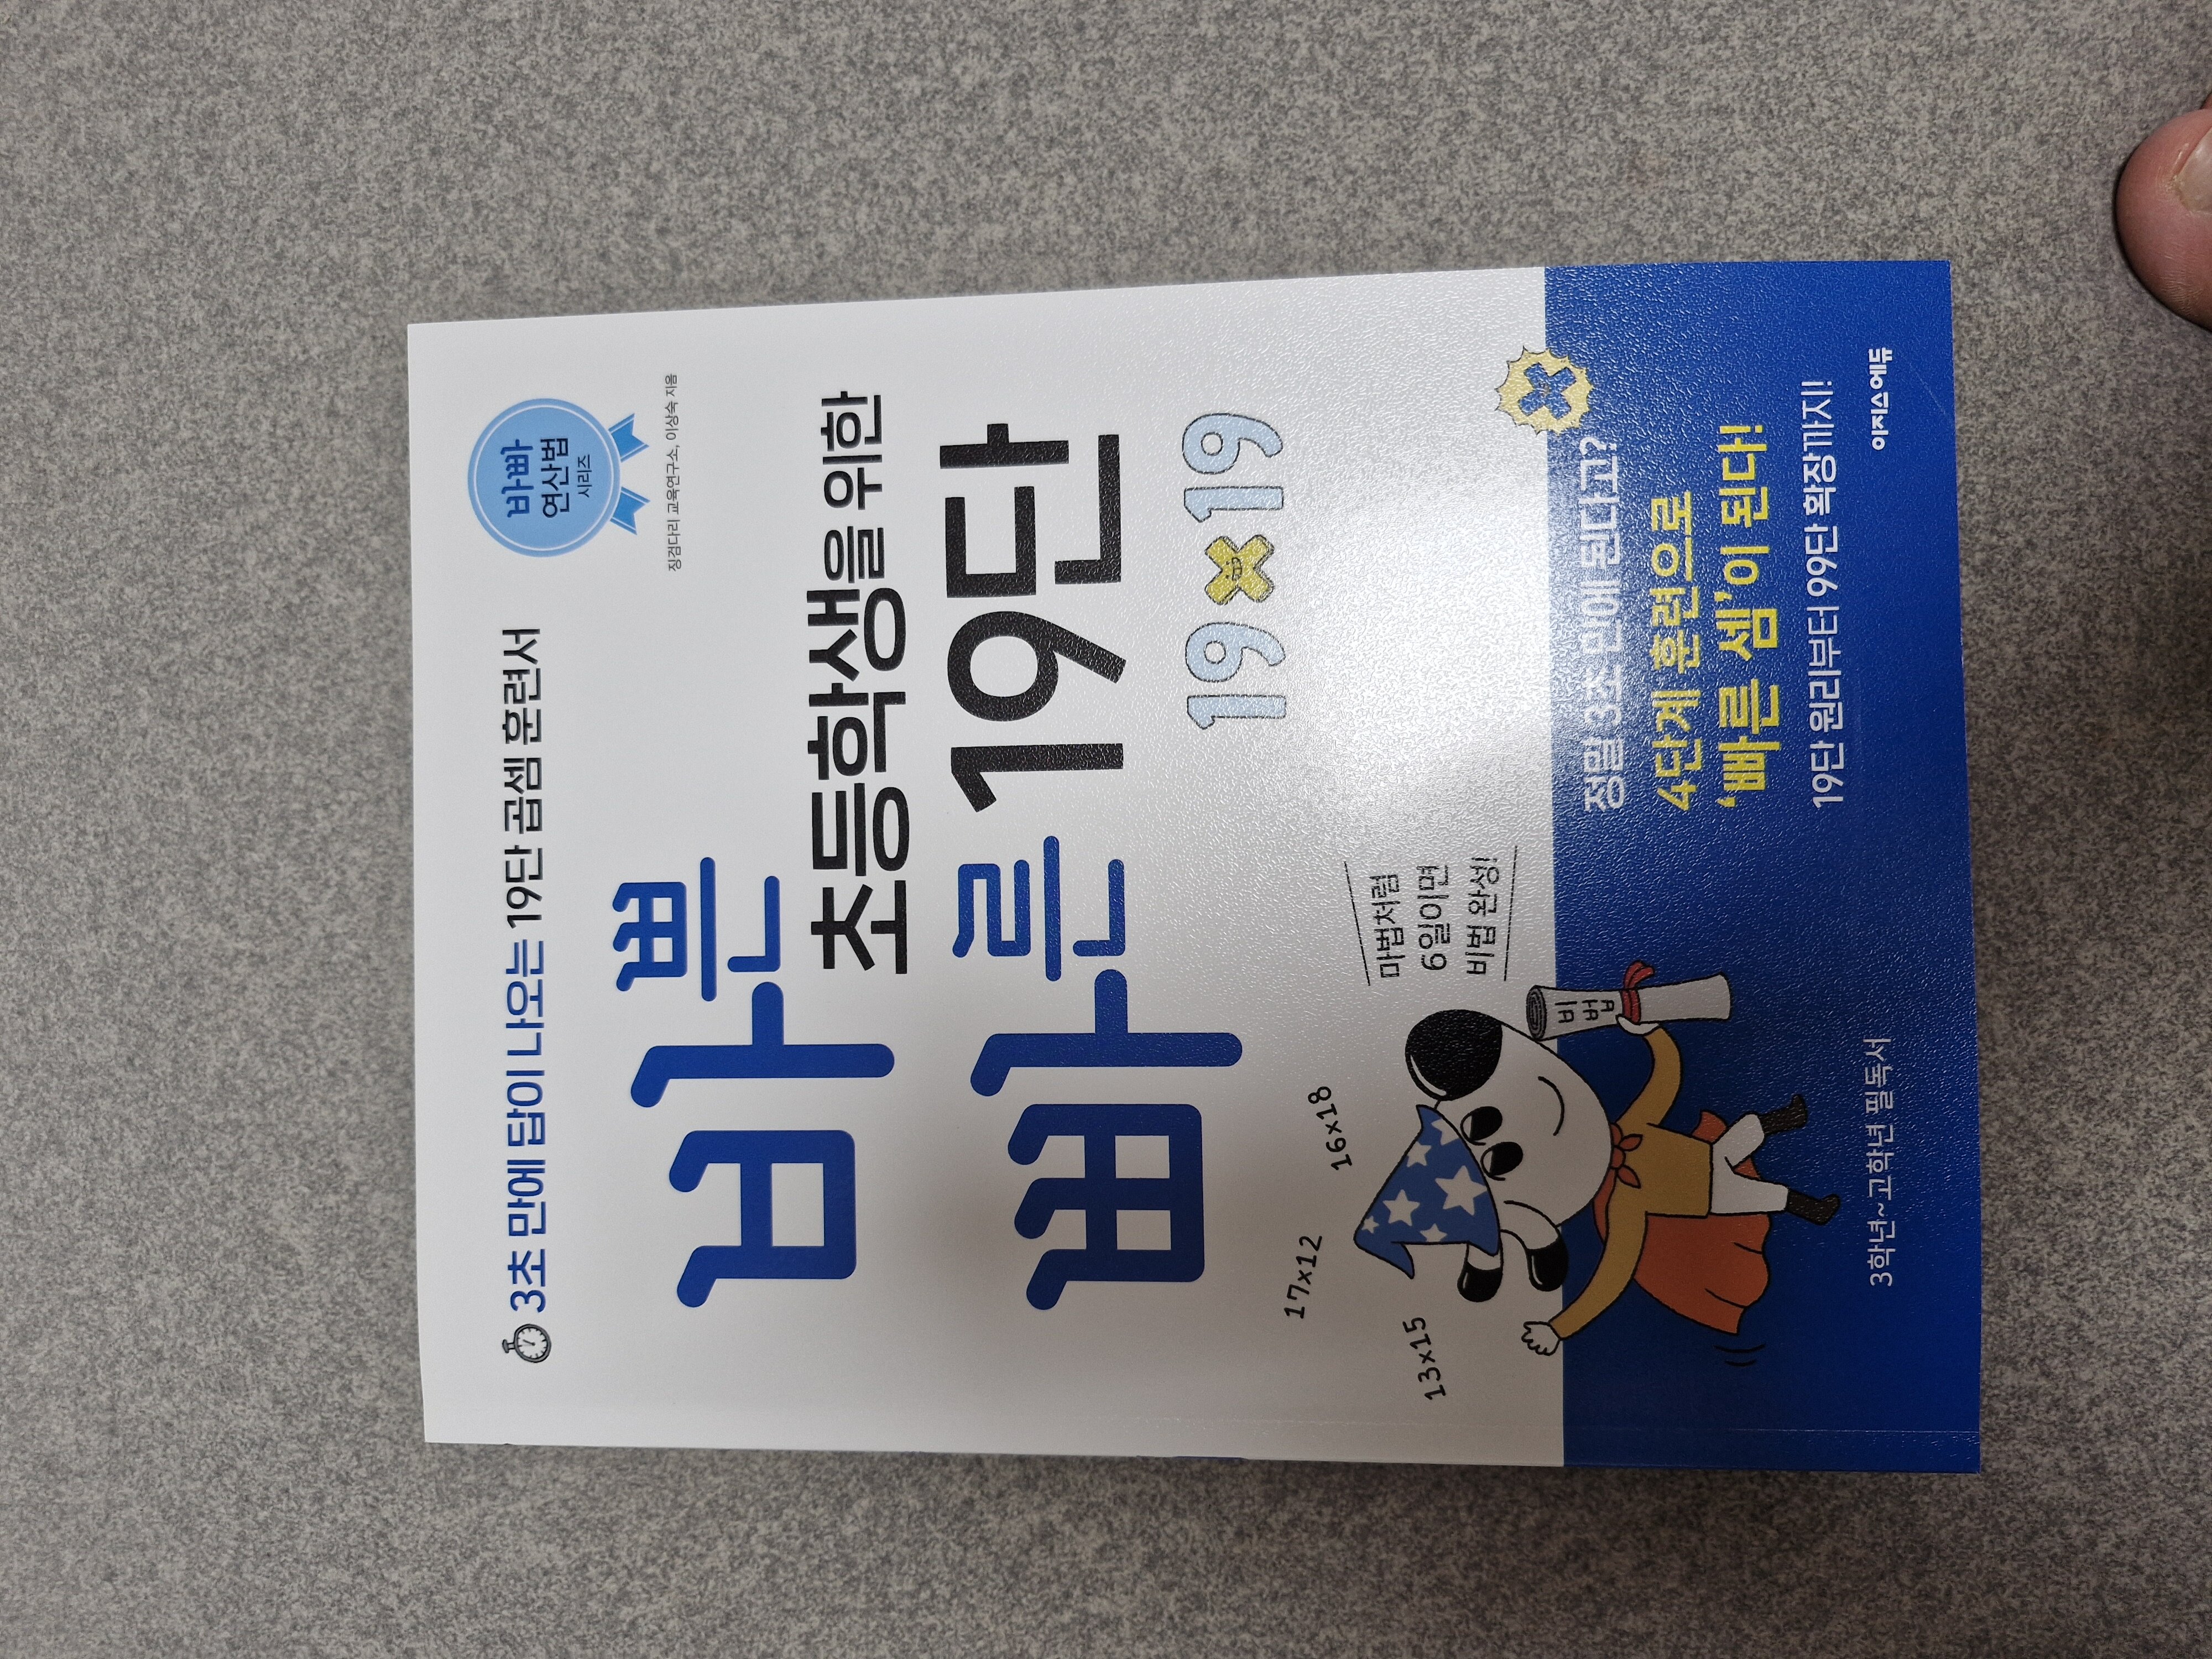 3초 만에 답이 나오는 19단 곱셈 훈련서
바빠
연산법
시리즈
징검다리 교육연구소, 이상숙 지음
바쁜
초등학생을 위한
빠른 19단
19×19
마법처럼
6일이면
비법 완성!
16×18
17×12
13×15
비법
정말 3초 만에 된다고?
4단계 훈련으로
‘빠른 셈’이 된다!
19단 원리부터 99단 확장까지!
3학년~고학년 필독서
이지스에듀